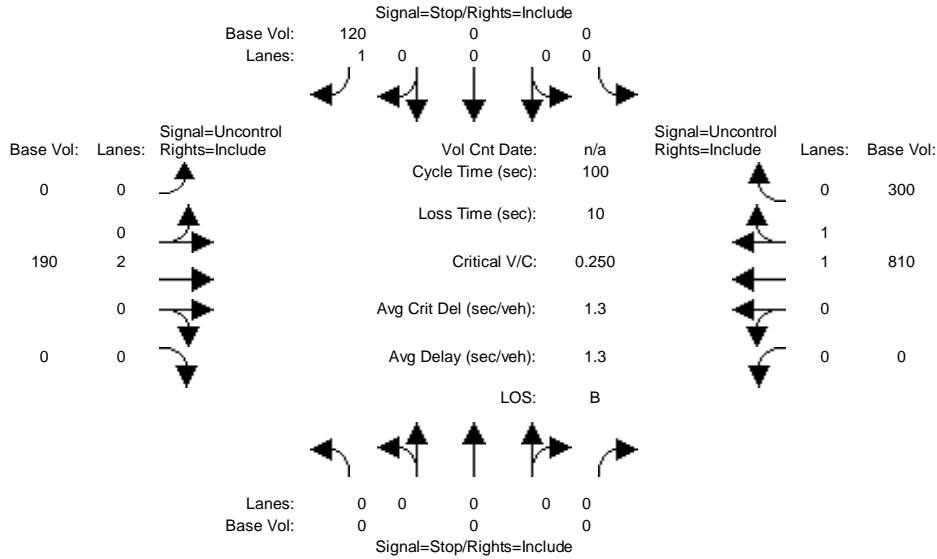 Signal=Stop/Rights=Include
Base Vol: 120 0 0
Lanes: 1 0 0 0 0
Signal=Uncontrol
Rights=Include
Base Vol: Lanes:
Vol Cnt Date: n/a
Signal=Uncontrol
Rights=Include
Lanes: Base Vol:
Cycle Time (sec): 100
0 0
0 300
Loss Time (sec): 10
0
1
190 2
Critical V/C: 0.250
1 810
0
Avg Crit Del (sec/veh): 1.3
0
0 0
Avg Delay (sec/veh): 1.3
0 0
LOS: B
Lanes: 0 0 0 0 0
Base Vol: 0 0 0
Signal=Stop/Rights=Include